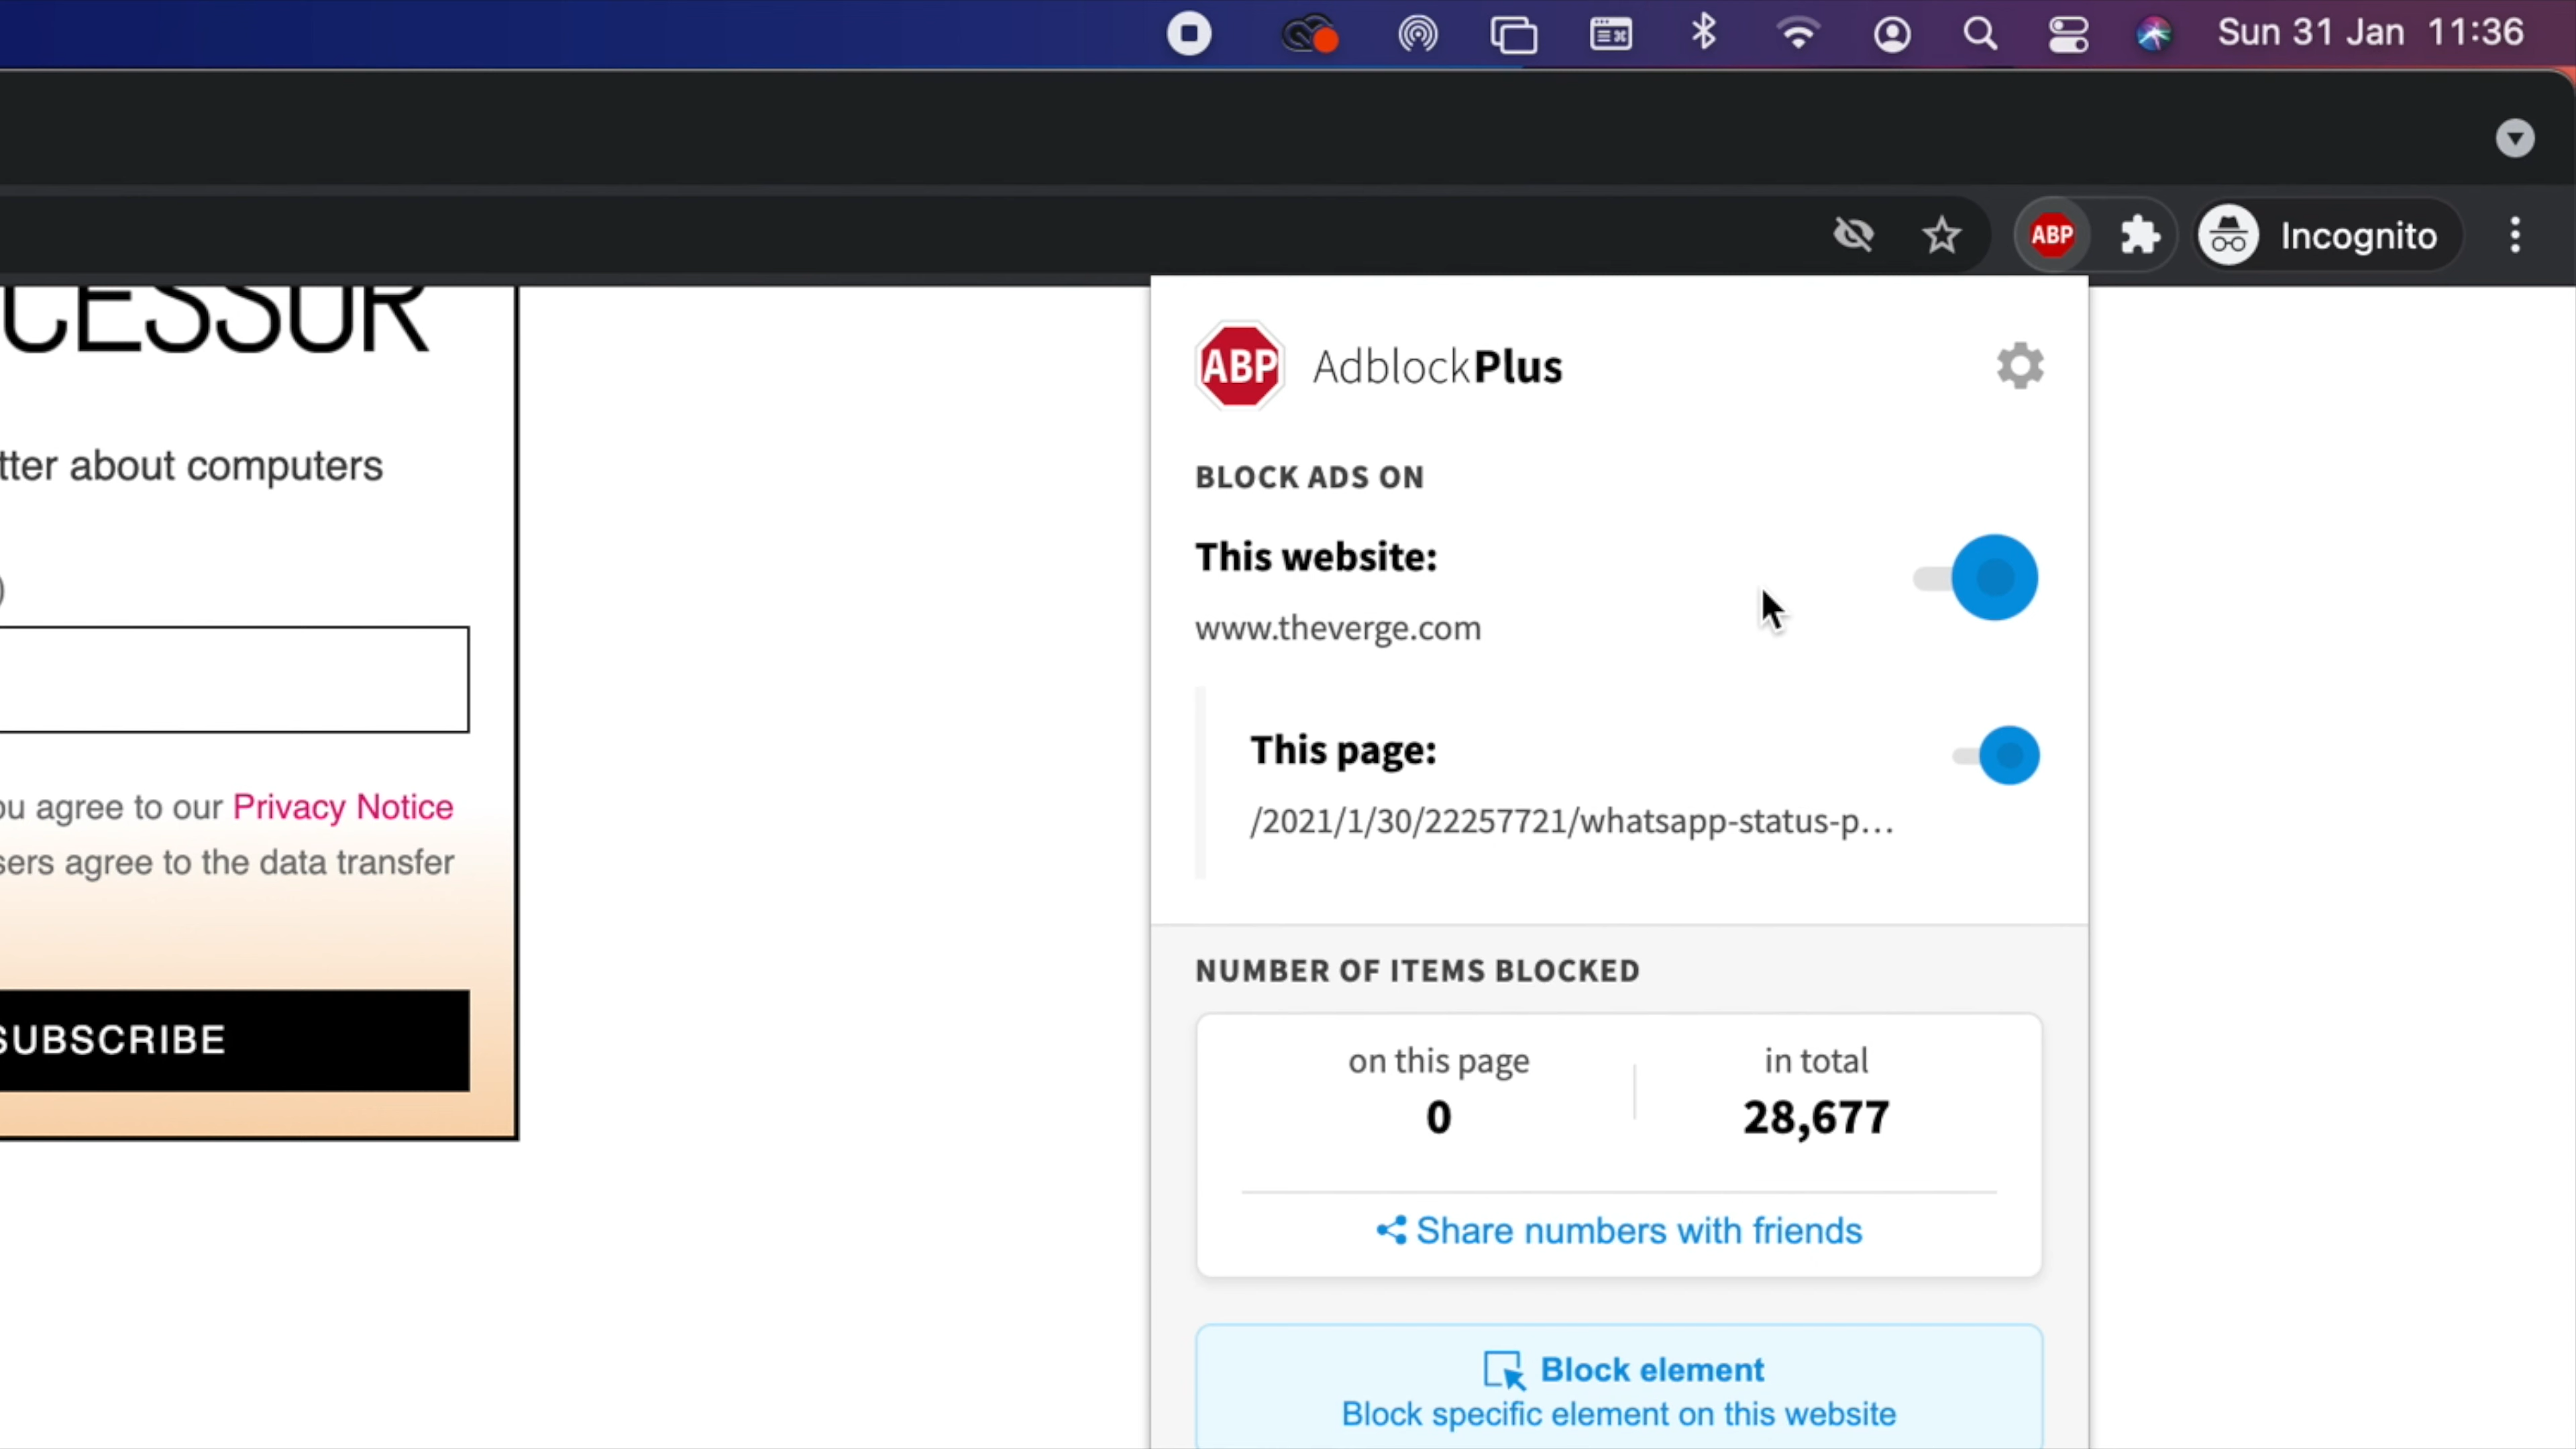 Sun 31 Jan 11:36
ABP
Incognito
CESSOR
tter about computers
)
ou agree to our Privacy Notice
sers agree to the data transfer
SUBSCRIBE
ABP AdblockPlus
BLOCK ADS ON
This website:
www.theverge.com
This page:
/2021/1/30/22257721/whatsapp-status-p...
NUMBER OF ITEMS BLOCKED
on this page
0
in total
28,677
Share numbers with friends
Block element
Block specific element on this website